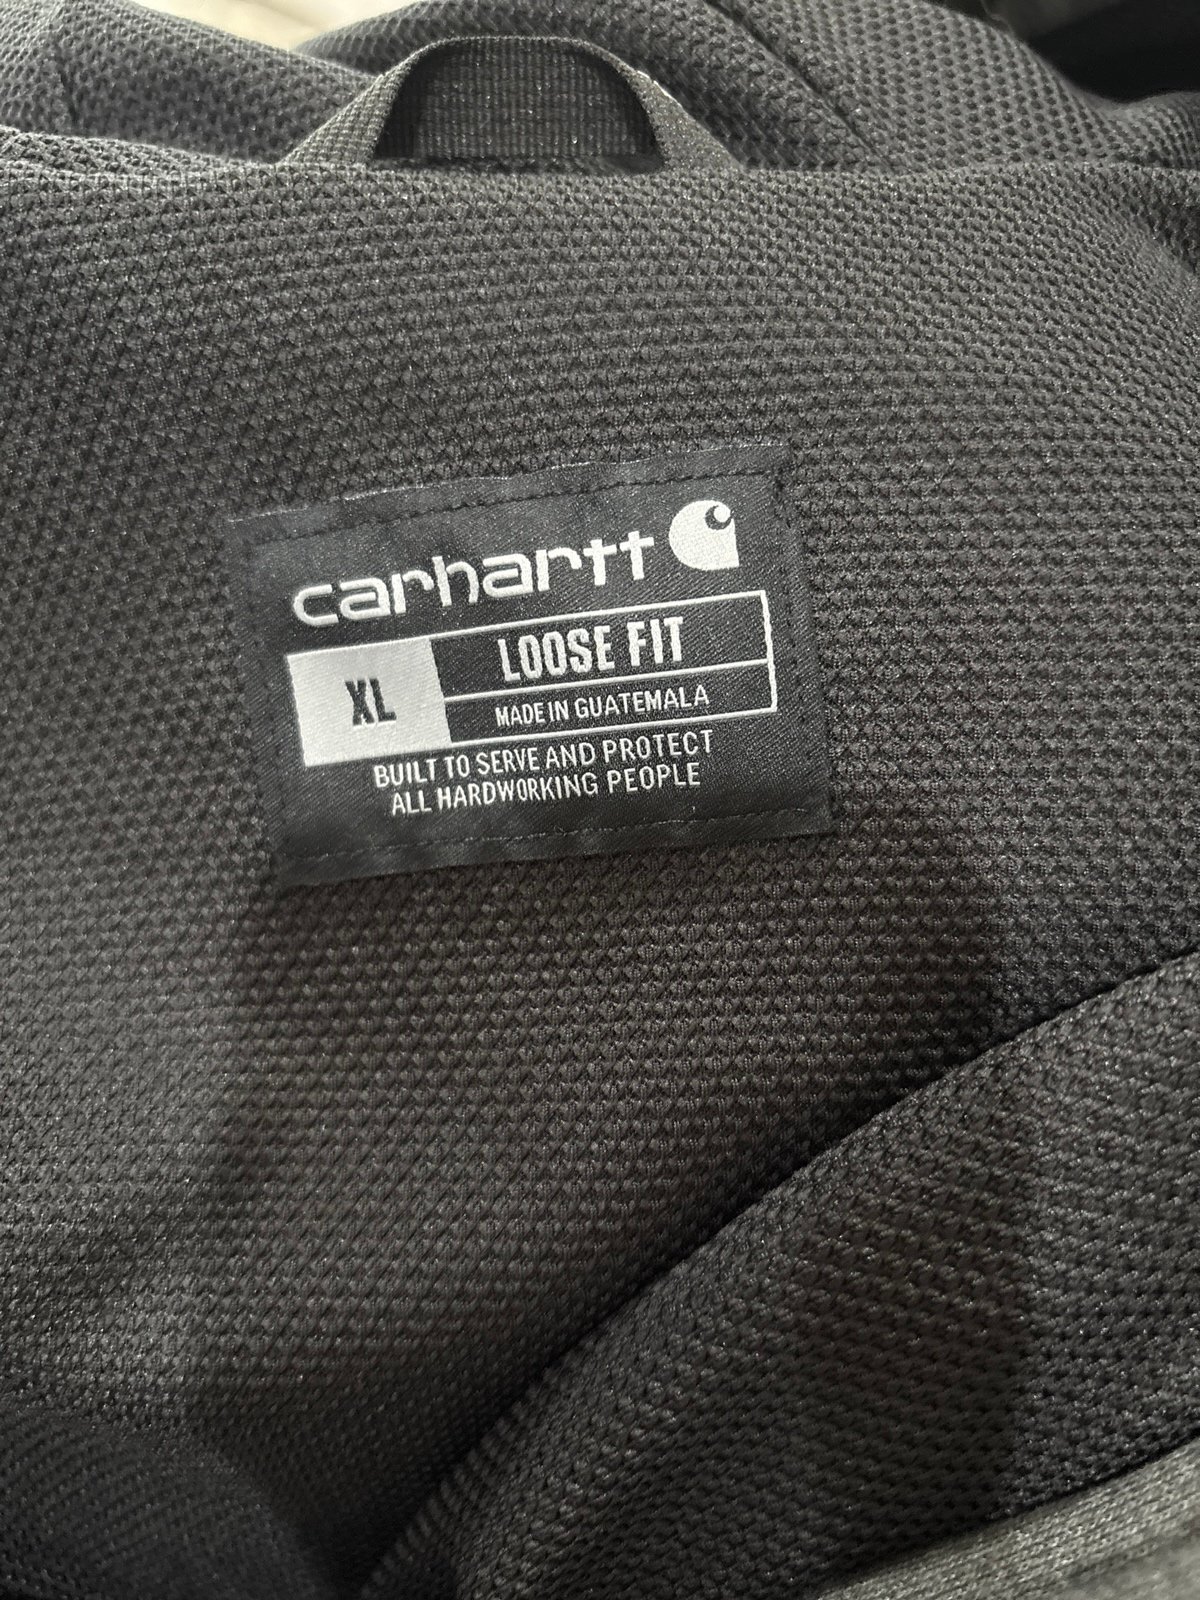 carhartt
XL
LOOSE FIT
MADE IN GUATEMALA
BUILT TO SERVE AND PROTECT
ALL HARDWORKING PEOPLE